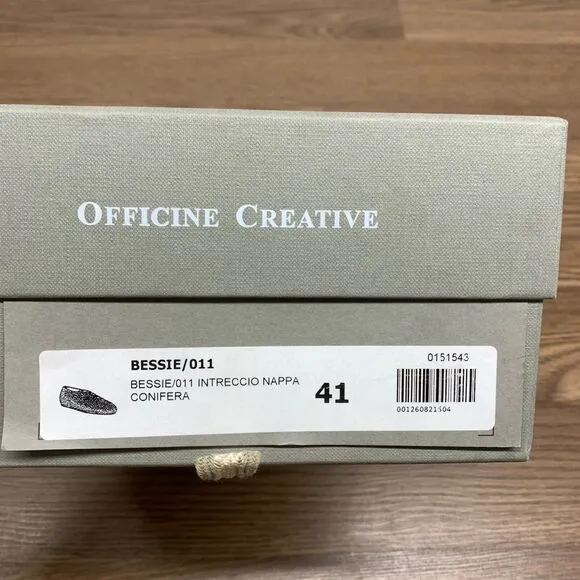 OFFICINE CREATIVE
BESSIE/011
BESSIE/011 INTRECCIO NAPPA
CONIFERA
41
0151543
001260821504